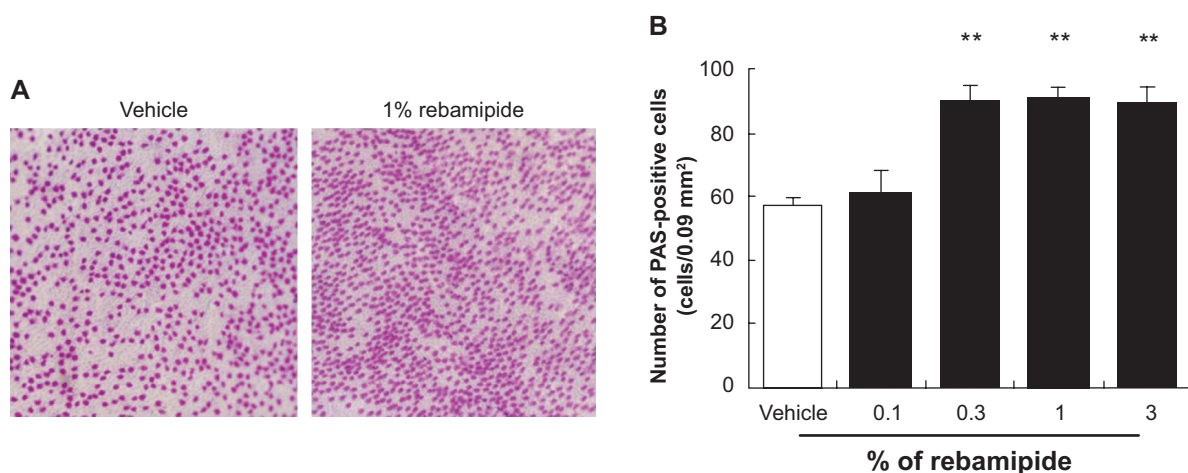 A
Vehicle
1% rebamipide
B
Number of PAS-positive cells
(cells/0.09 mm²)
** ** **
100
80
60
40
20
0
Vehicle 0.1 0.3 1 3
% of rebamipide